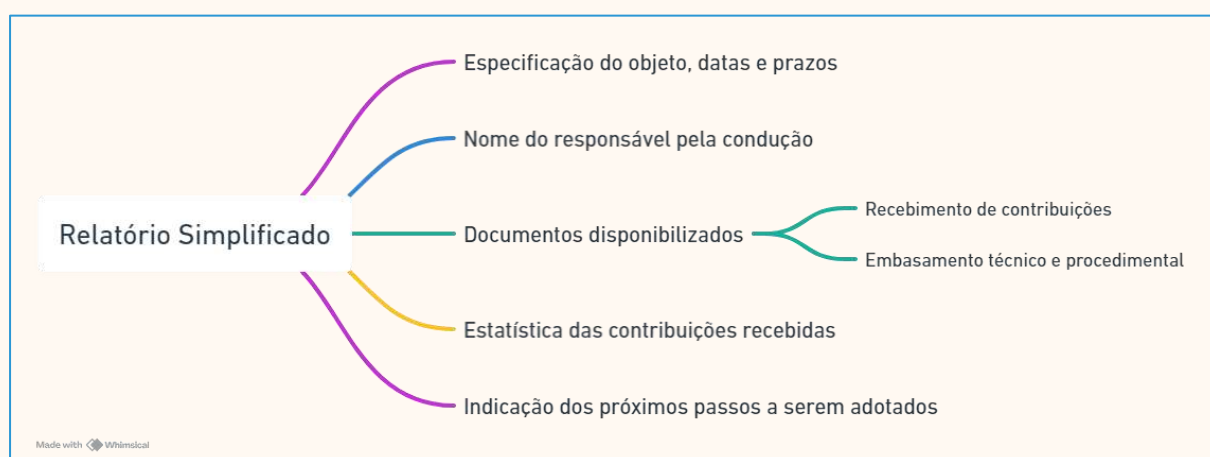 Especificação do objeto, datas e prazos
Nome do responsável pela condução
Relatório Simplificado
Documentos disponibilizados
Recebimento de contribuições
Embasamento técnico e procedimental
Estatística das contribuições recebidas
Indicação dos próximos passos a serem adotados
Made with Whimsical